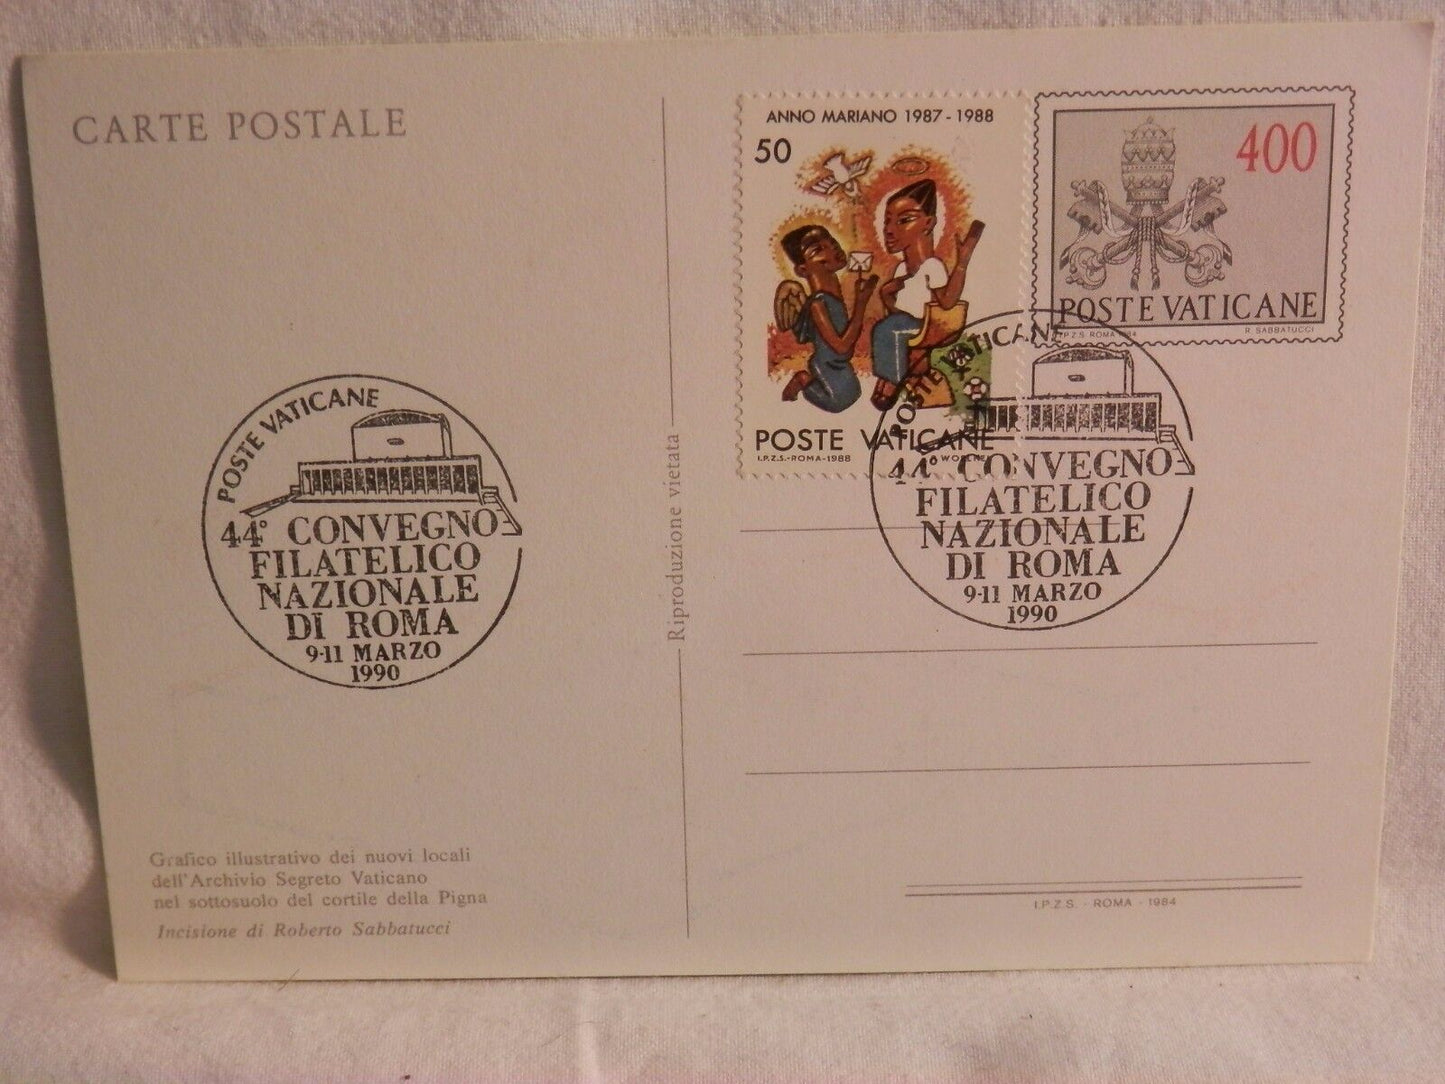 CARTE POSTALE
ANNO MARIANO 1987-1988
50
POSTE VATICANE
I.P.Z.S.-ROMA-1988
400
POSTE VATICANE
I.P.Z.S. ROMA 1984
R. SABBATUCCI
POSTE VATICANE
44° CONVEGNO
FILATELICO
NAZIONALE
DI ROMA
9-11 MARZO
1990
POSTE VATICANE
44° CONVEGNO
FILATELICO
NAZIONALE
DI ROMA
9-11 MARZO
1990
Riproduzione vietata
Grafico illustrativo dei nuovi locali
dell'Archivio Segreto Vaticano
nel sottosuolo del cortile della Pigna
Incisione di Roberto Sabbatucci
I.P.Z.S. - ROMA - 1984